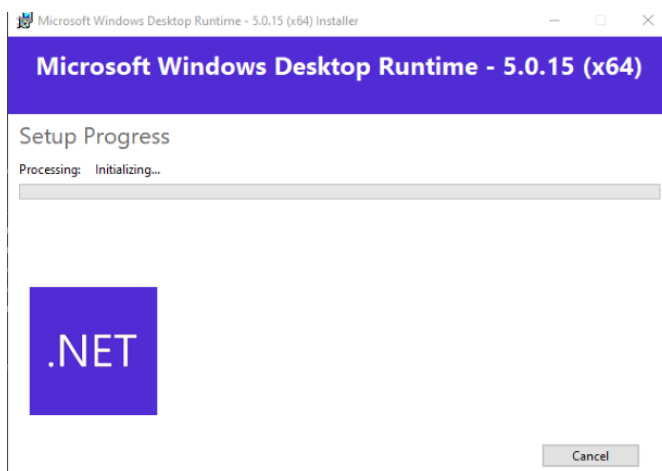 Microsoft Windows Desktop Runtime - 5.0.15 (x64) Installer
Microsoft Windows Desktop Runtime - 5.0.15 (x64)
Setup Progress
Processing: Initializing...
.NET
Cancel